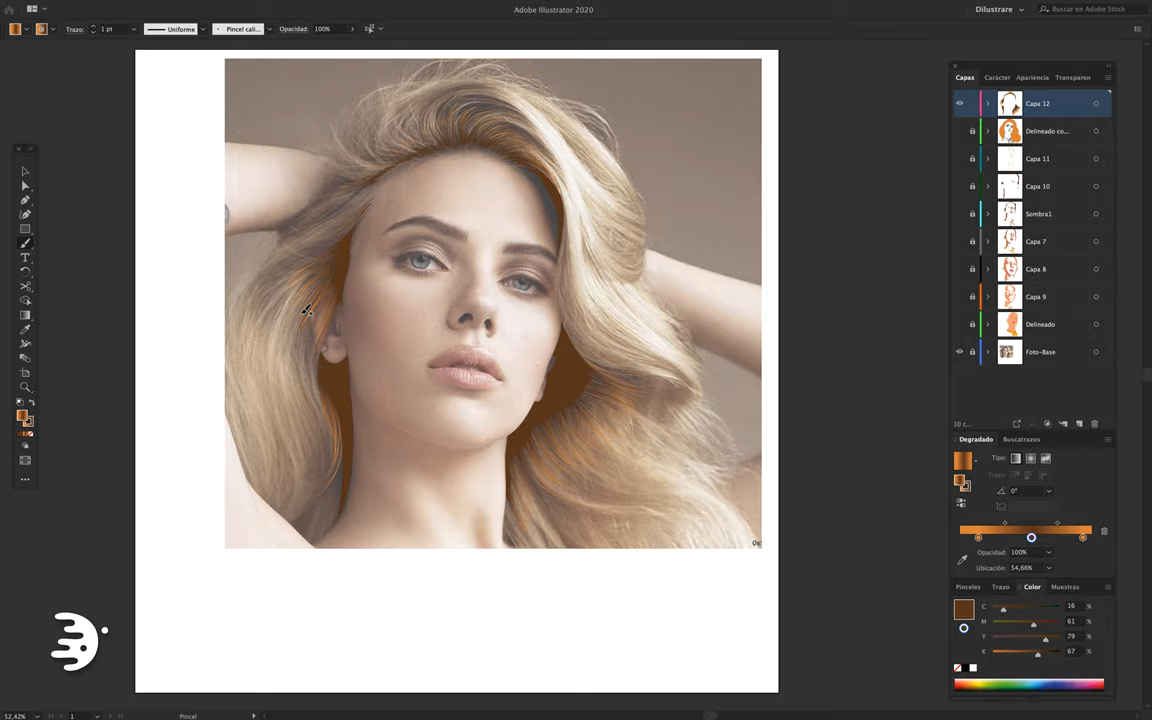 Adobe Illustrator 2020
Dilustrare
Buscar en Adobe Stock
Trazo:
1 pt
Uniforme
Pincel cali...
Opacidad:
100%
Capas
Carácter
Apariencia
Transparen
Capa 12
Delineado co...
Capa 11
Capa 10
Sombra1
Capa 7
Capa 8
Capa 9
Delineado
Foto-Base
10 c...
Degradado
Buscatrazos
Tipo:
Trazo:
0°
Opacidad:
100%
Ubicación:
54,66%
Pinceles
Trazo
Color
Muestras
C
16
%
M
61
%
Y
79
%
K
67
%
52,42%
1
Pincel